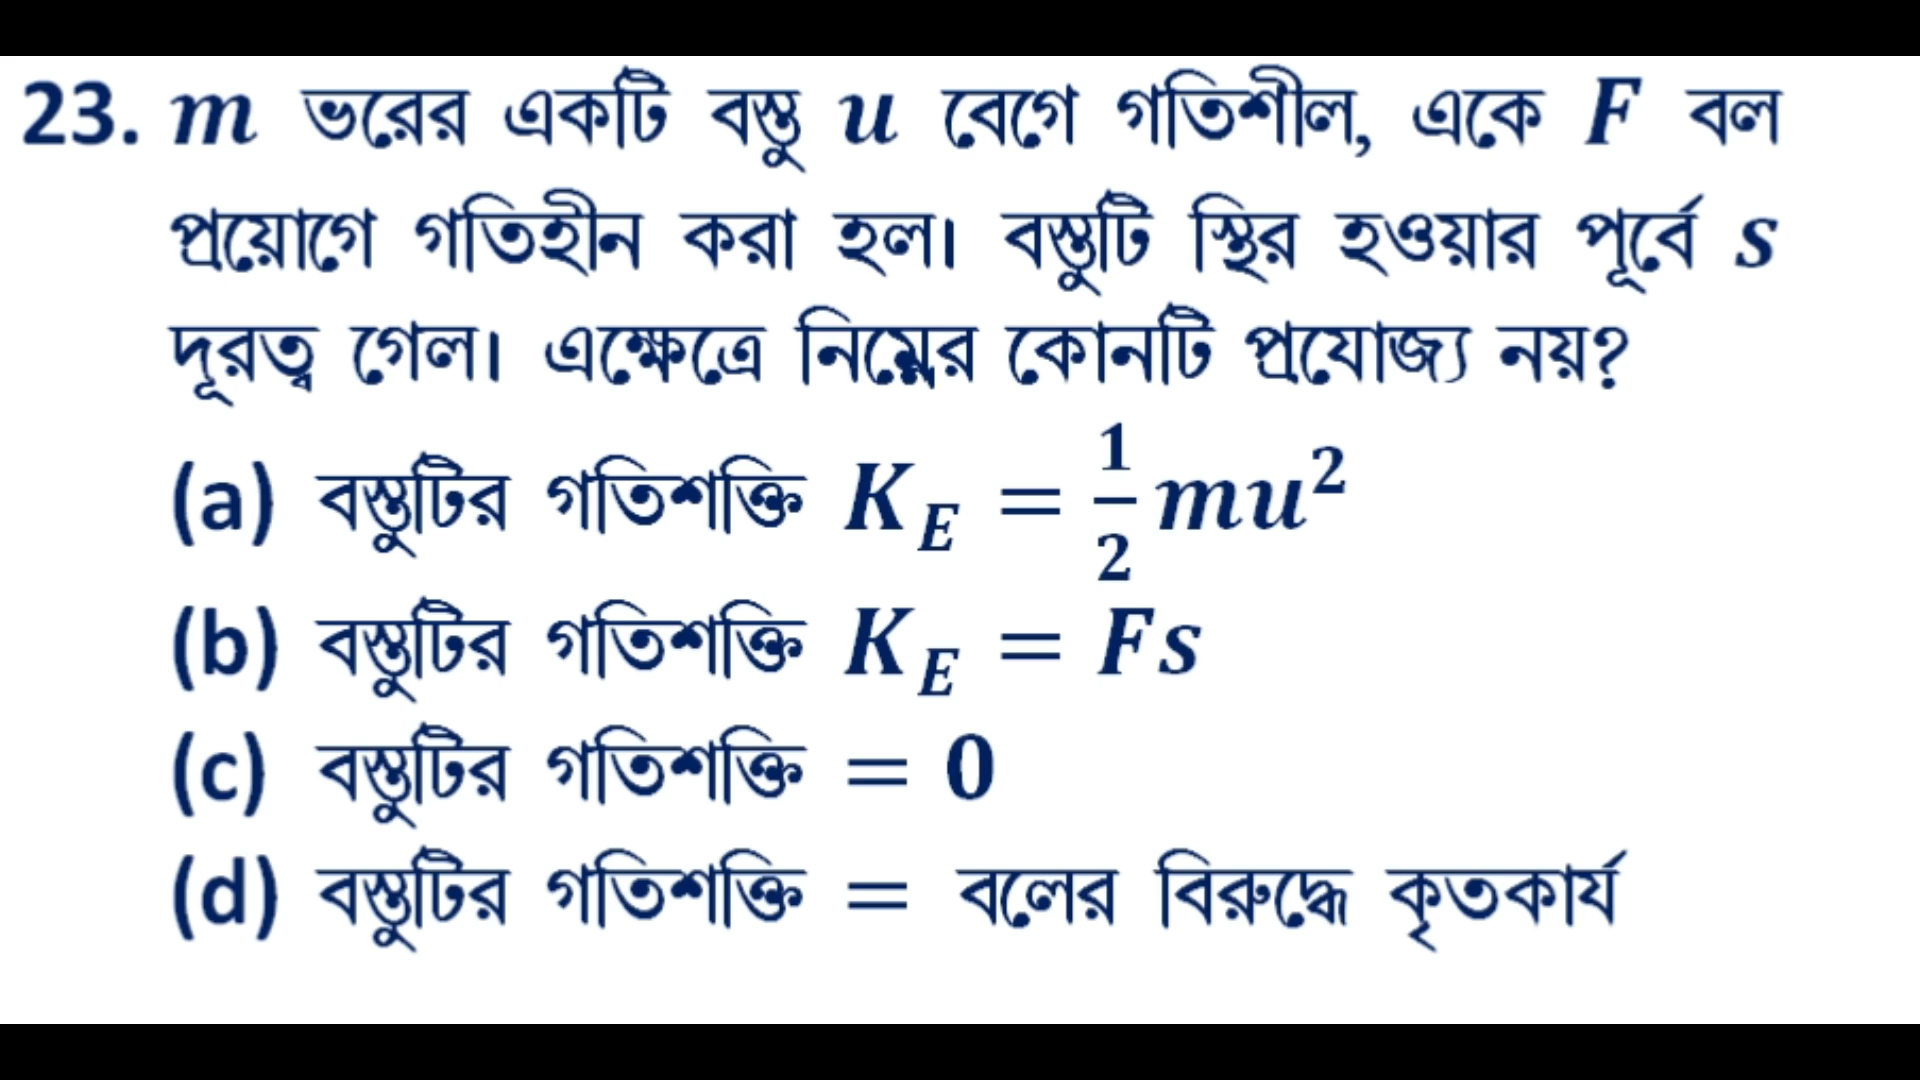 23. m ভরের একটি বস্তু u বেগে গতিশীল, একে F বল
প্রয়োগে গতিহীন করা হল। বস্তুটি স্থির হওয়ার পূর্বে s
দূরত্ব গেল। এক্ষেত্রে নিম্নের কোনটি প্রযোজ্য নয়?
(a) বস্তুটির গতিশক্তি K_E = 1/2 mu²
(b) বস্তুটির গতিশক্তি K_E = Fs
(c) বস্তুটির গতিশক্তি = 0
(d) বস্তুটির গতিশক্তি = বলের বিরুদ্ধে কৃতকার্য